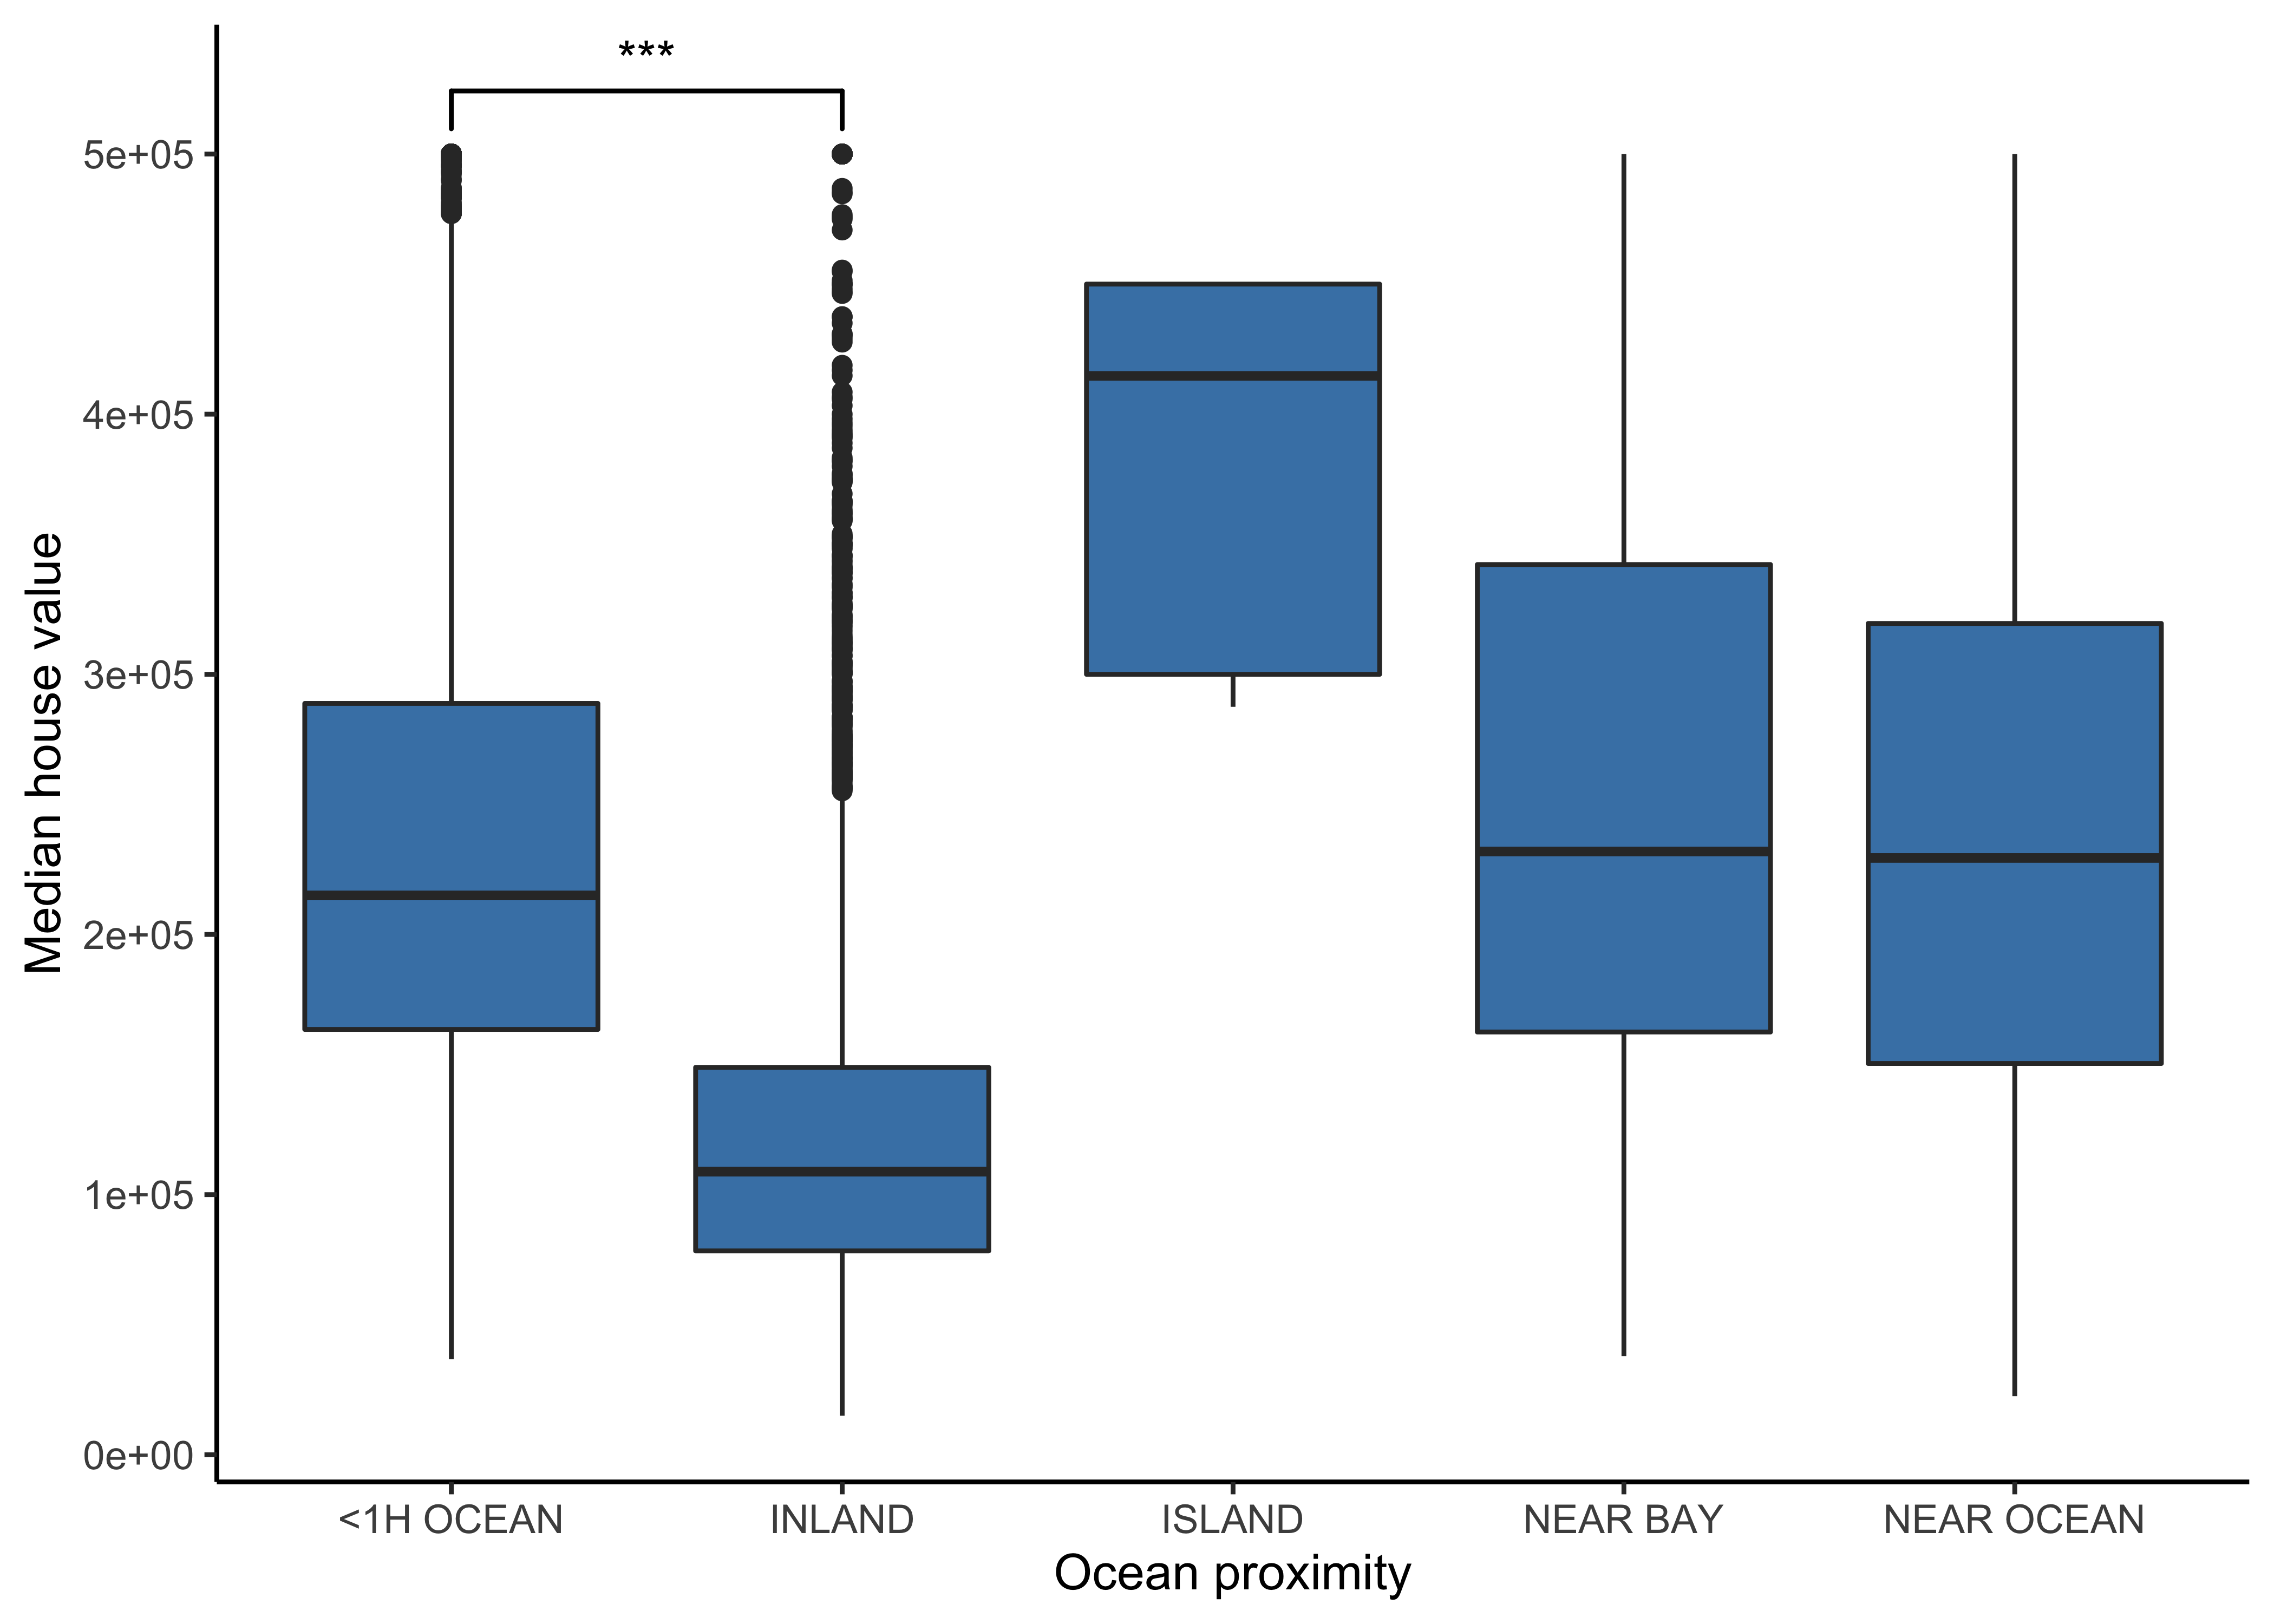 ***
5e+05
4e+05
3e+05
2e+05
1e+05
0e+00
Median house value
<1H OCEAN
INLAND
ISLAND
NEAR BAY
NEAR OCEAN
Ocean proximity